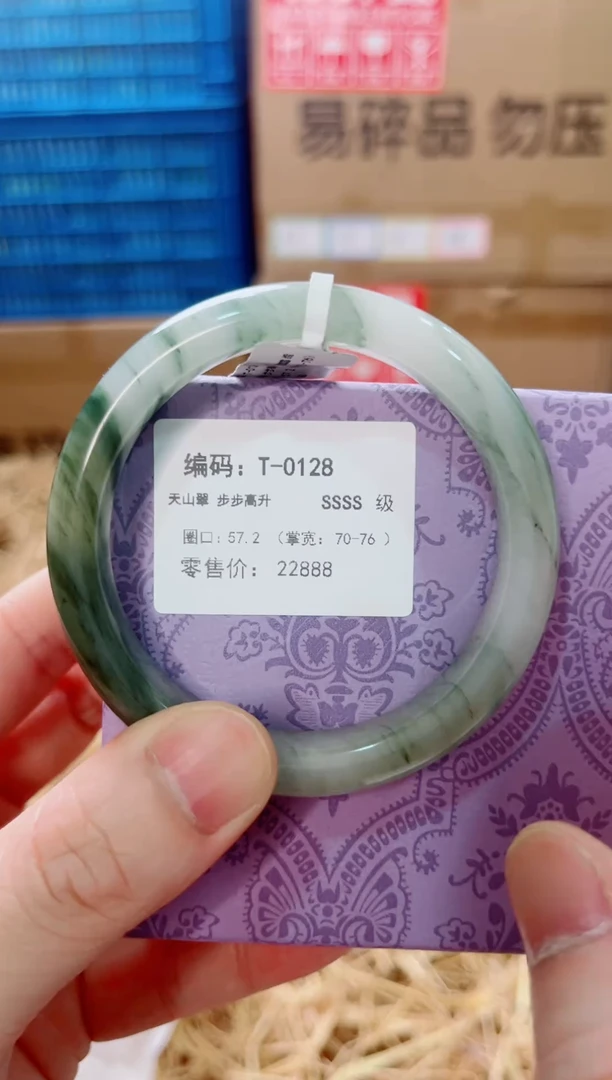 易碎品 勿压
编码：T-0128
天山翠 步步高升 SSSS 级
圈口：57.2 （掌宽：70-76 ）
零售价： 22888